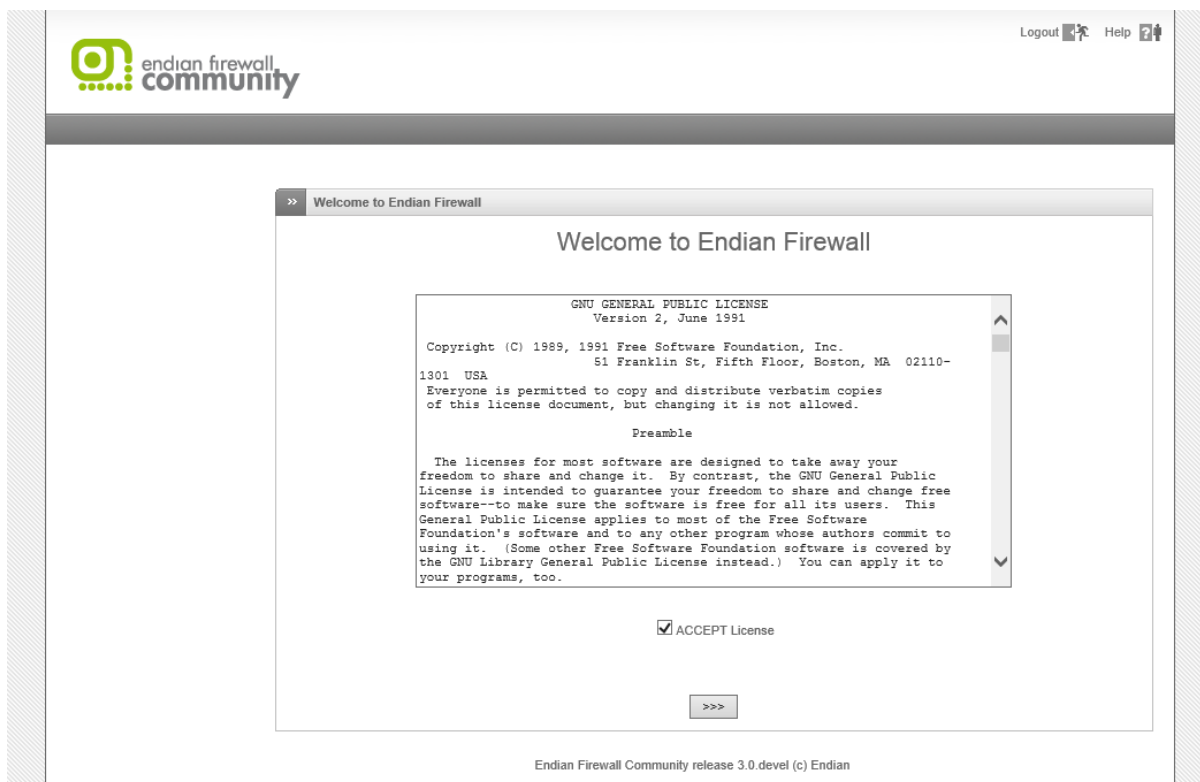 Logout Help
endian firewall
community
>> Welcome to Endian Firewall
Welcome to Endian Firewall
GNU GENERAL PUBLIC LICENSE
Version 2, June 1991
Copyright (C) 1989, 1991 Free Software Foundation, Inc.
51 Franklin St, Fifth Floor, Boston, MA 02110-
1301 USA
Everyone is permitted to copy and distribute verbatim copies
of this license document, but changing it is not allowed.
Preamble
The licenses for most software are designed to take away your
freedom to share and change it. By contrast, the GNU General Public
License is intended to guarantee your freedom to share and change free
software--to make sure the software is free for all its users. This
General Public License applies to most of the Free Software
Foundation's software and to any other program whose authors commit to
using it. (Some other Free Software Foundation software is covered by
the GNU Library General Public License instead.) You can apply it to
your programs, too.
ACCEPT License
>>>
Endian Firewall Community release 3.0.devel (c) Endian